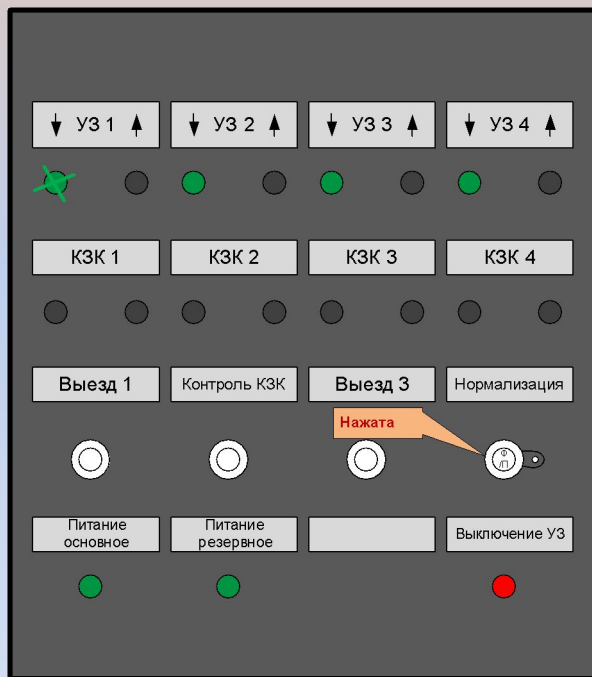 УЗ 1
УЗ 2
УЗ 3
УЗ 4
КЗК 1
КЗК 2
КЗК 3
КЗК 4
Выезд 1
Контроль КЗК
Выезд 3
Нормализация
Нажата
Ф
/П
Питание
основное
Питание
резервное
Выключение УЗ